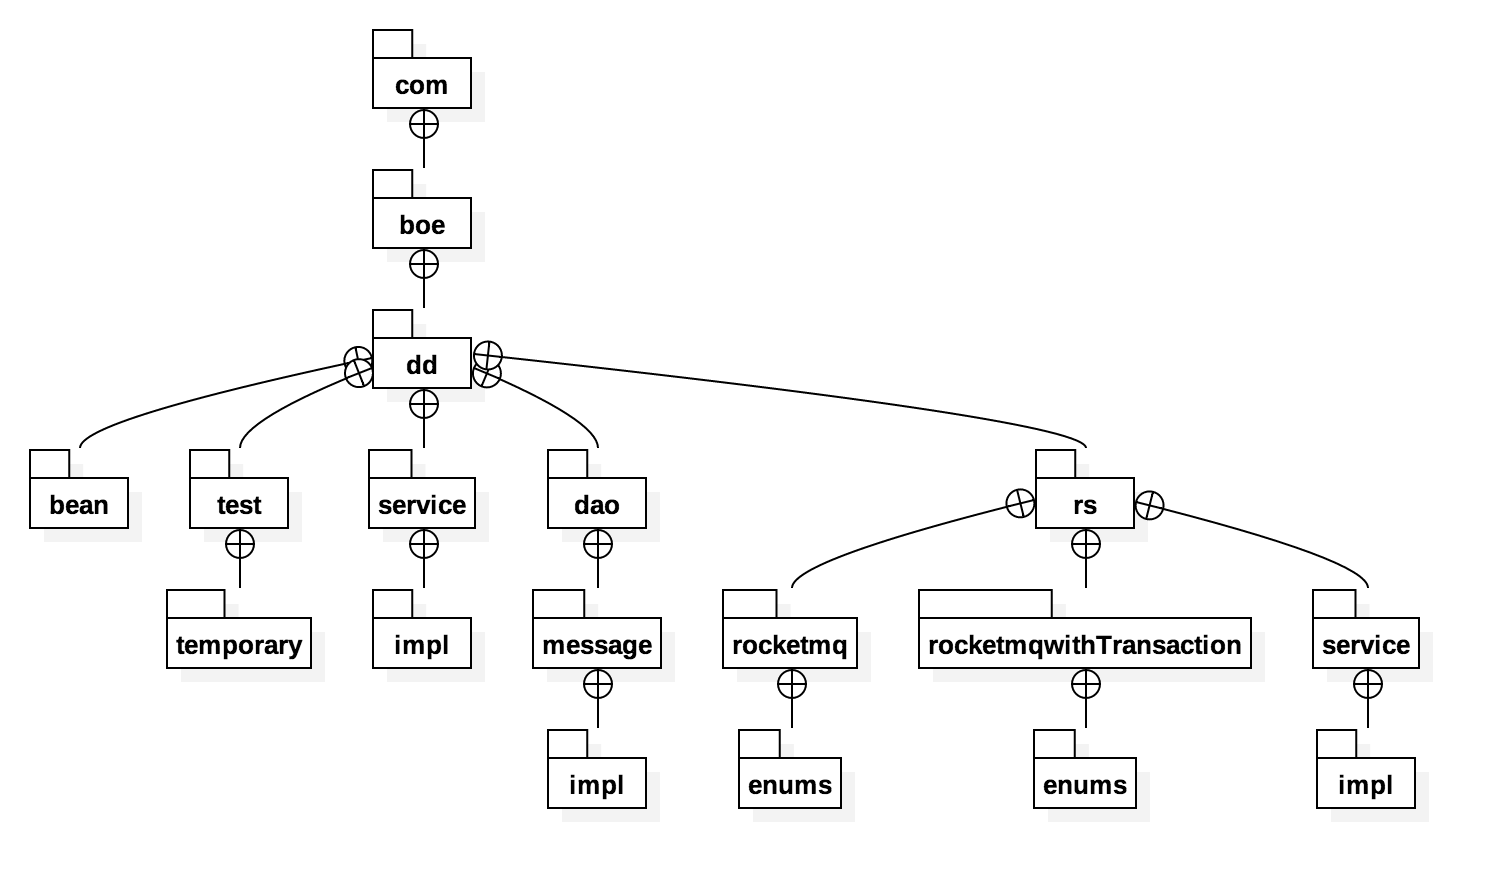 com
boe
dd
bean
test
service
dao
rs
temporary
impl
message
rocketmq
rocketmqwithTransaction
service
impl
enums
enums
impl